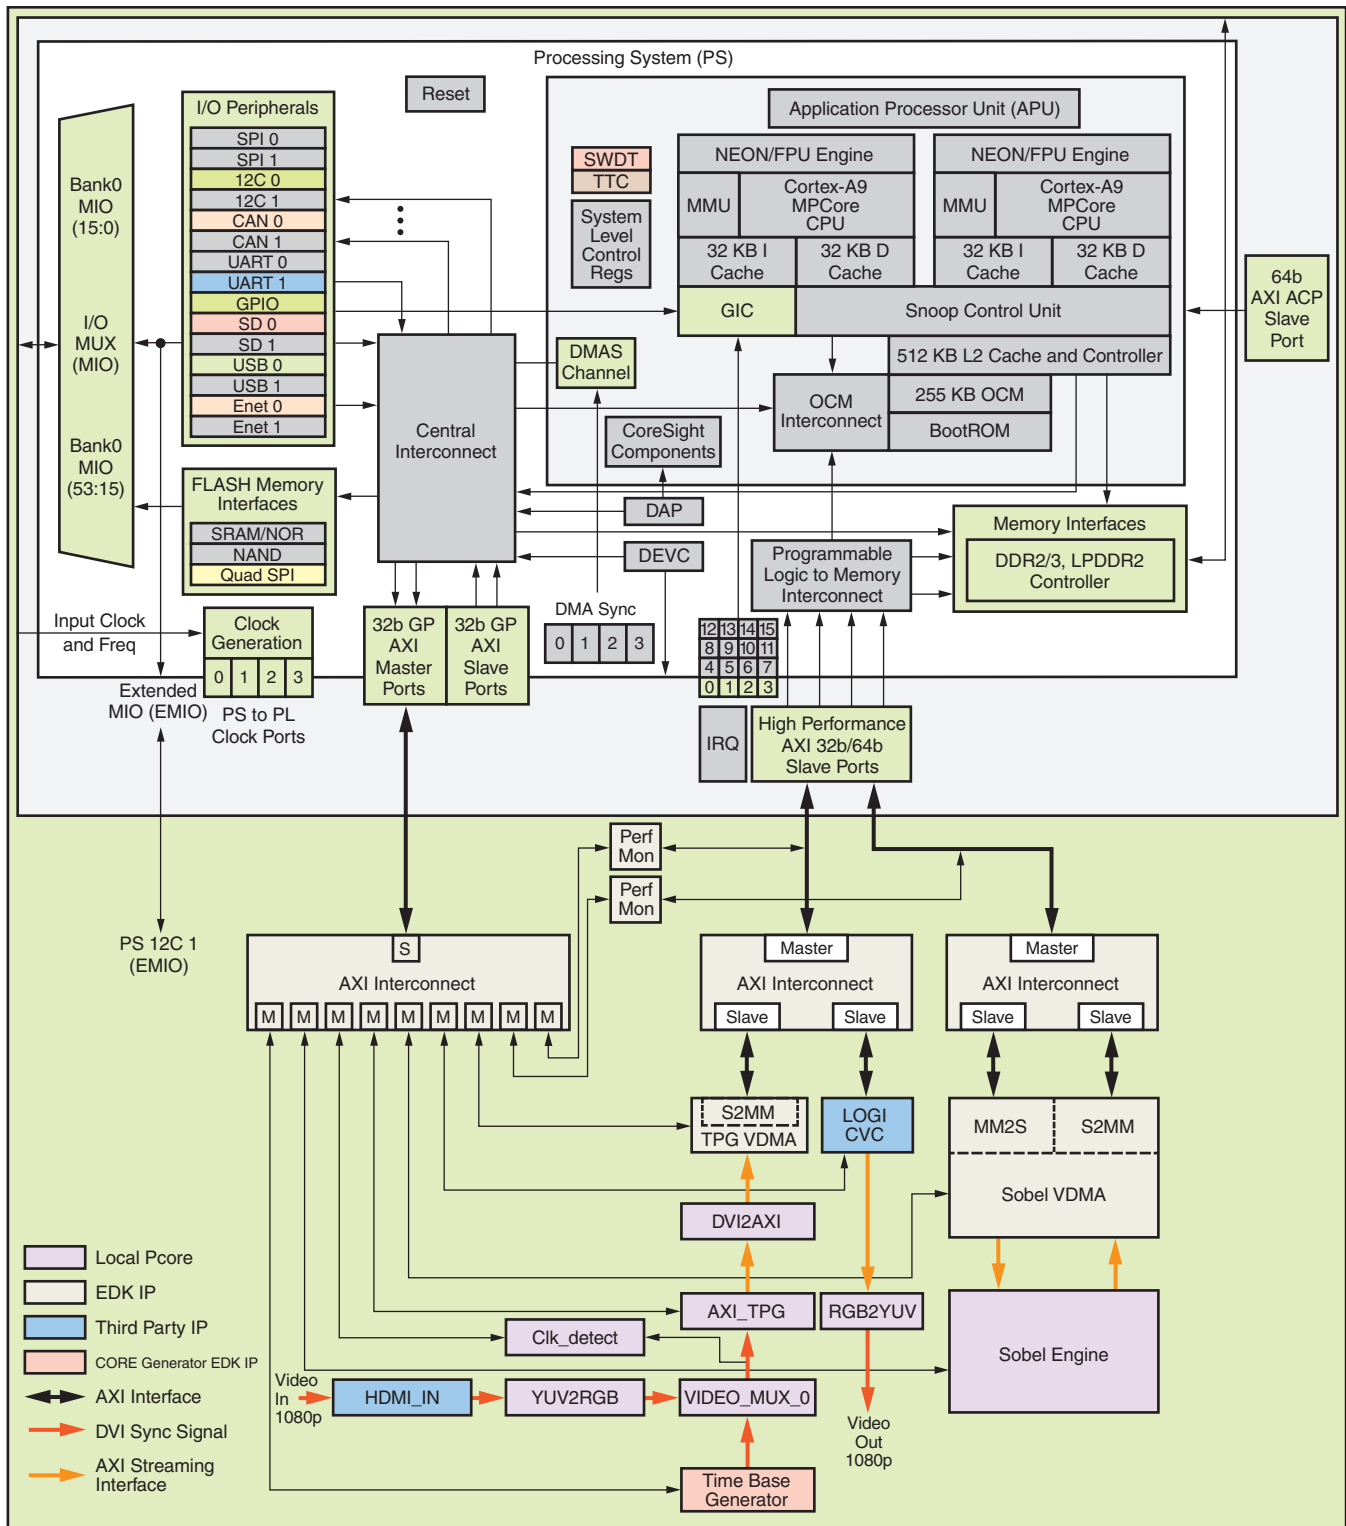 Processing System (PS)
Reset
I/O Peripherals
SPI 0
SPI 1
12C 0
12C 1
CAN 0
CAN 1
UART 0
UART 1
GPIO
SD 0
SD 1
USB 0
USB 1
Enet 0
Enet 1
Bank0
MIO
(15:0)
I/O
MUX
(MIO)
Bank0
MIO
(53:15)
FLASH Memory
Interfaces
SRAM/NOR
NAND
Quad SPI
Input Clock
and Freq
Clock
Generation
0 1 2 3
Extended
MIO (EMIO)
PS to PL
Clock Ports
Central
Interconnect
32b GP
AXI
Master
Ports
32b GP
AXI
Slave
Ports
Application Processor Unit (APU)
SWDT
TTC
System
Level
Control
Regs
NEON/FPU Engine
MMU
Cortex-A9
MPCore
CPU
32 KB I
Cache
32 KB D
Cache
NEON/FPU Engine
MMU
Cortex-A9
MPCore
CPU
32 KB I
Cache
32 KB D
Cache
GIC
Snoop Control Unit
512 KB L2 Cache and Controller
OCM
Interconnect
255 KB OCM
BootROM
64b
AXI ACP
Slave
Port
DMAS
Channel
CoreSight
Components
DAP
DEVC
DMA Sync
0 1 2 3
Programmable
Logic to Memory
Interconnect
Memory Interfaces
DDR2/3, LPDDR2
Controller
12 13 14 15
8 9 10 11
4 5 6 7
0 1 2 3
IRQ
High Performance
AXI 32b/64b
Slave Ports
PS 12C 1
(EMIO)
Perf
Mon
Perf
Mon
S
AXI Interconnect
M M M M M M M M M
Master
AXI Interconnect
Slave
Slave
Master
AXI Interconnect
Slave
Slave
S2MM
TPG VDMA
LOGI
CVC
MM2S
S2MM
Sobel VDMA
DVI2AXI
AXI_TPG
RGB2YUV
Clk_detect
Sobel Engine
Video
In
1080p
HDMI_IN
YUV2RGB
VIDEO_MUX_0
Video
Out
1080p
Time Base
Generator
Local Pcore
EDK IP
Third Party IP
CORE Generator EDK IP
AXI Interface
DVI Sync Signal
AXI Streaming
Interface